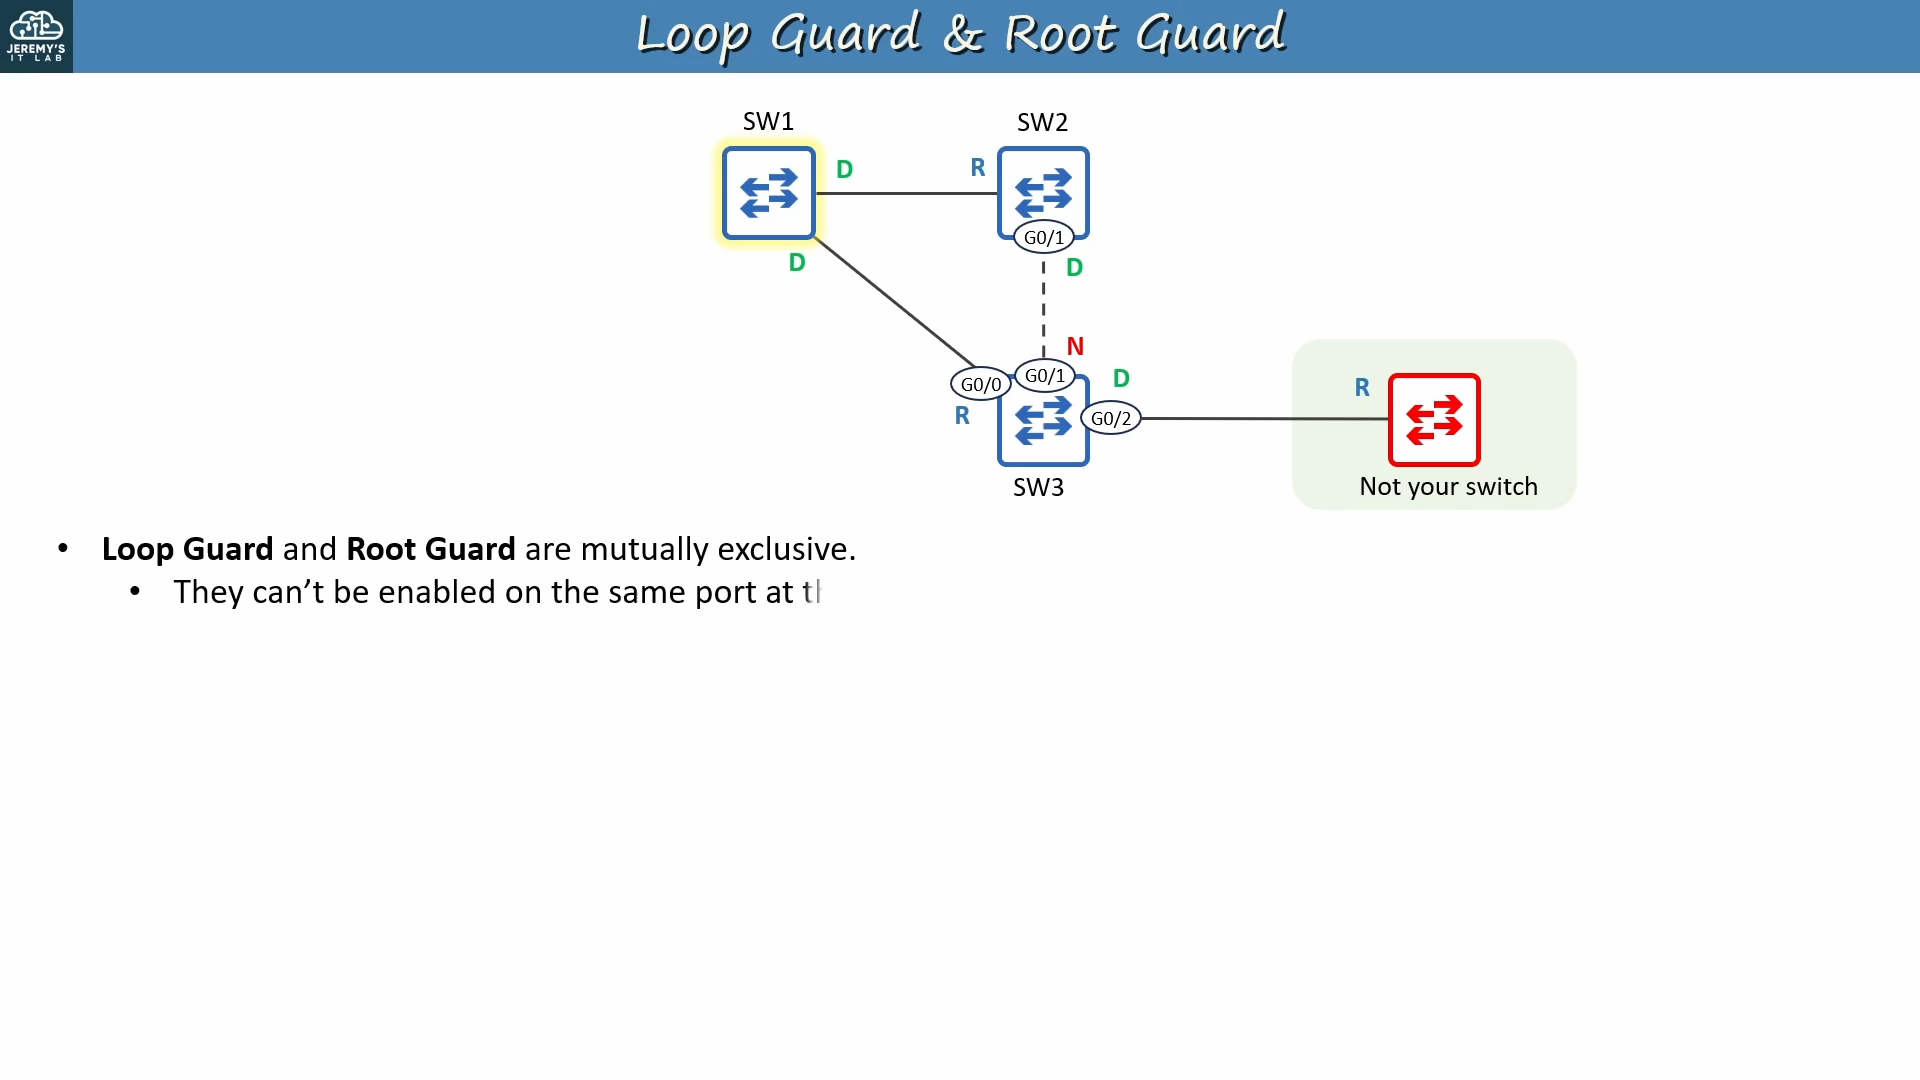 JEREMY'S
IT LAB
Loop Guard & Root Guard
SW1
SW2
D
R
G0/1
D
D
N
G0/0
G0/1
D
R
G0/2
R
SW3
Not your switch
• Loop Guard and Root Guard are mutually exclusive.
• They can’t be enabled on the same port at